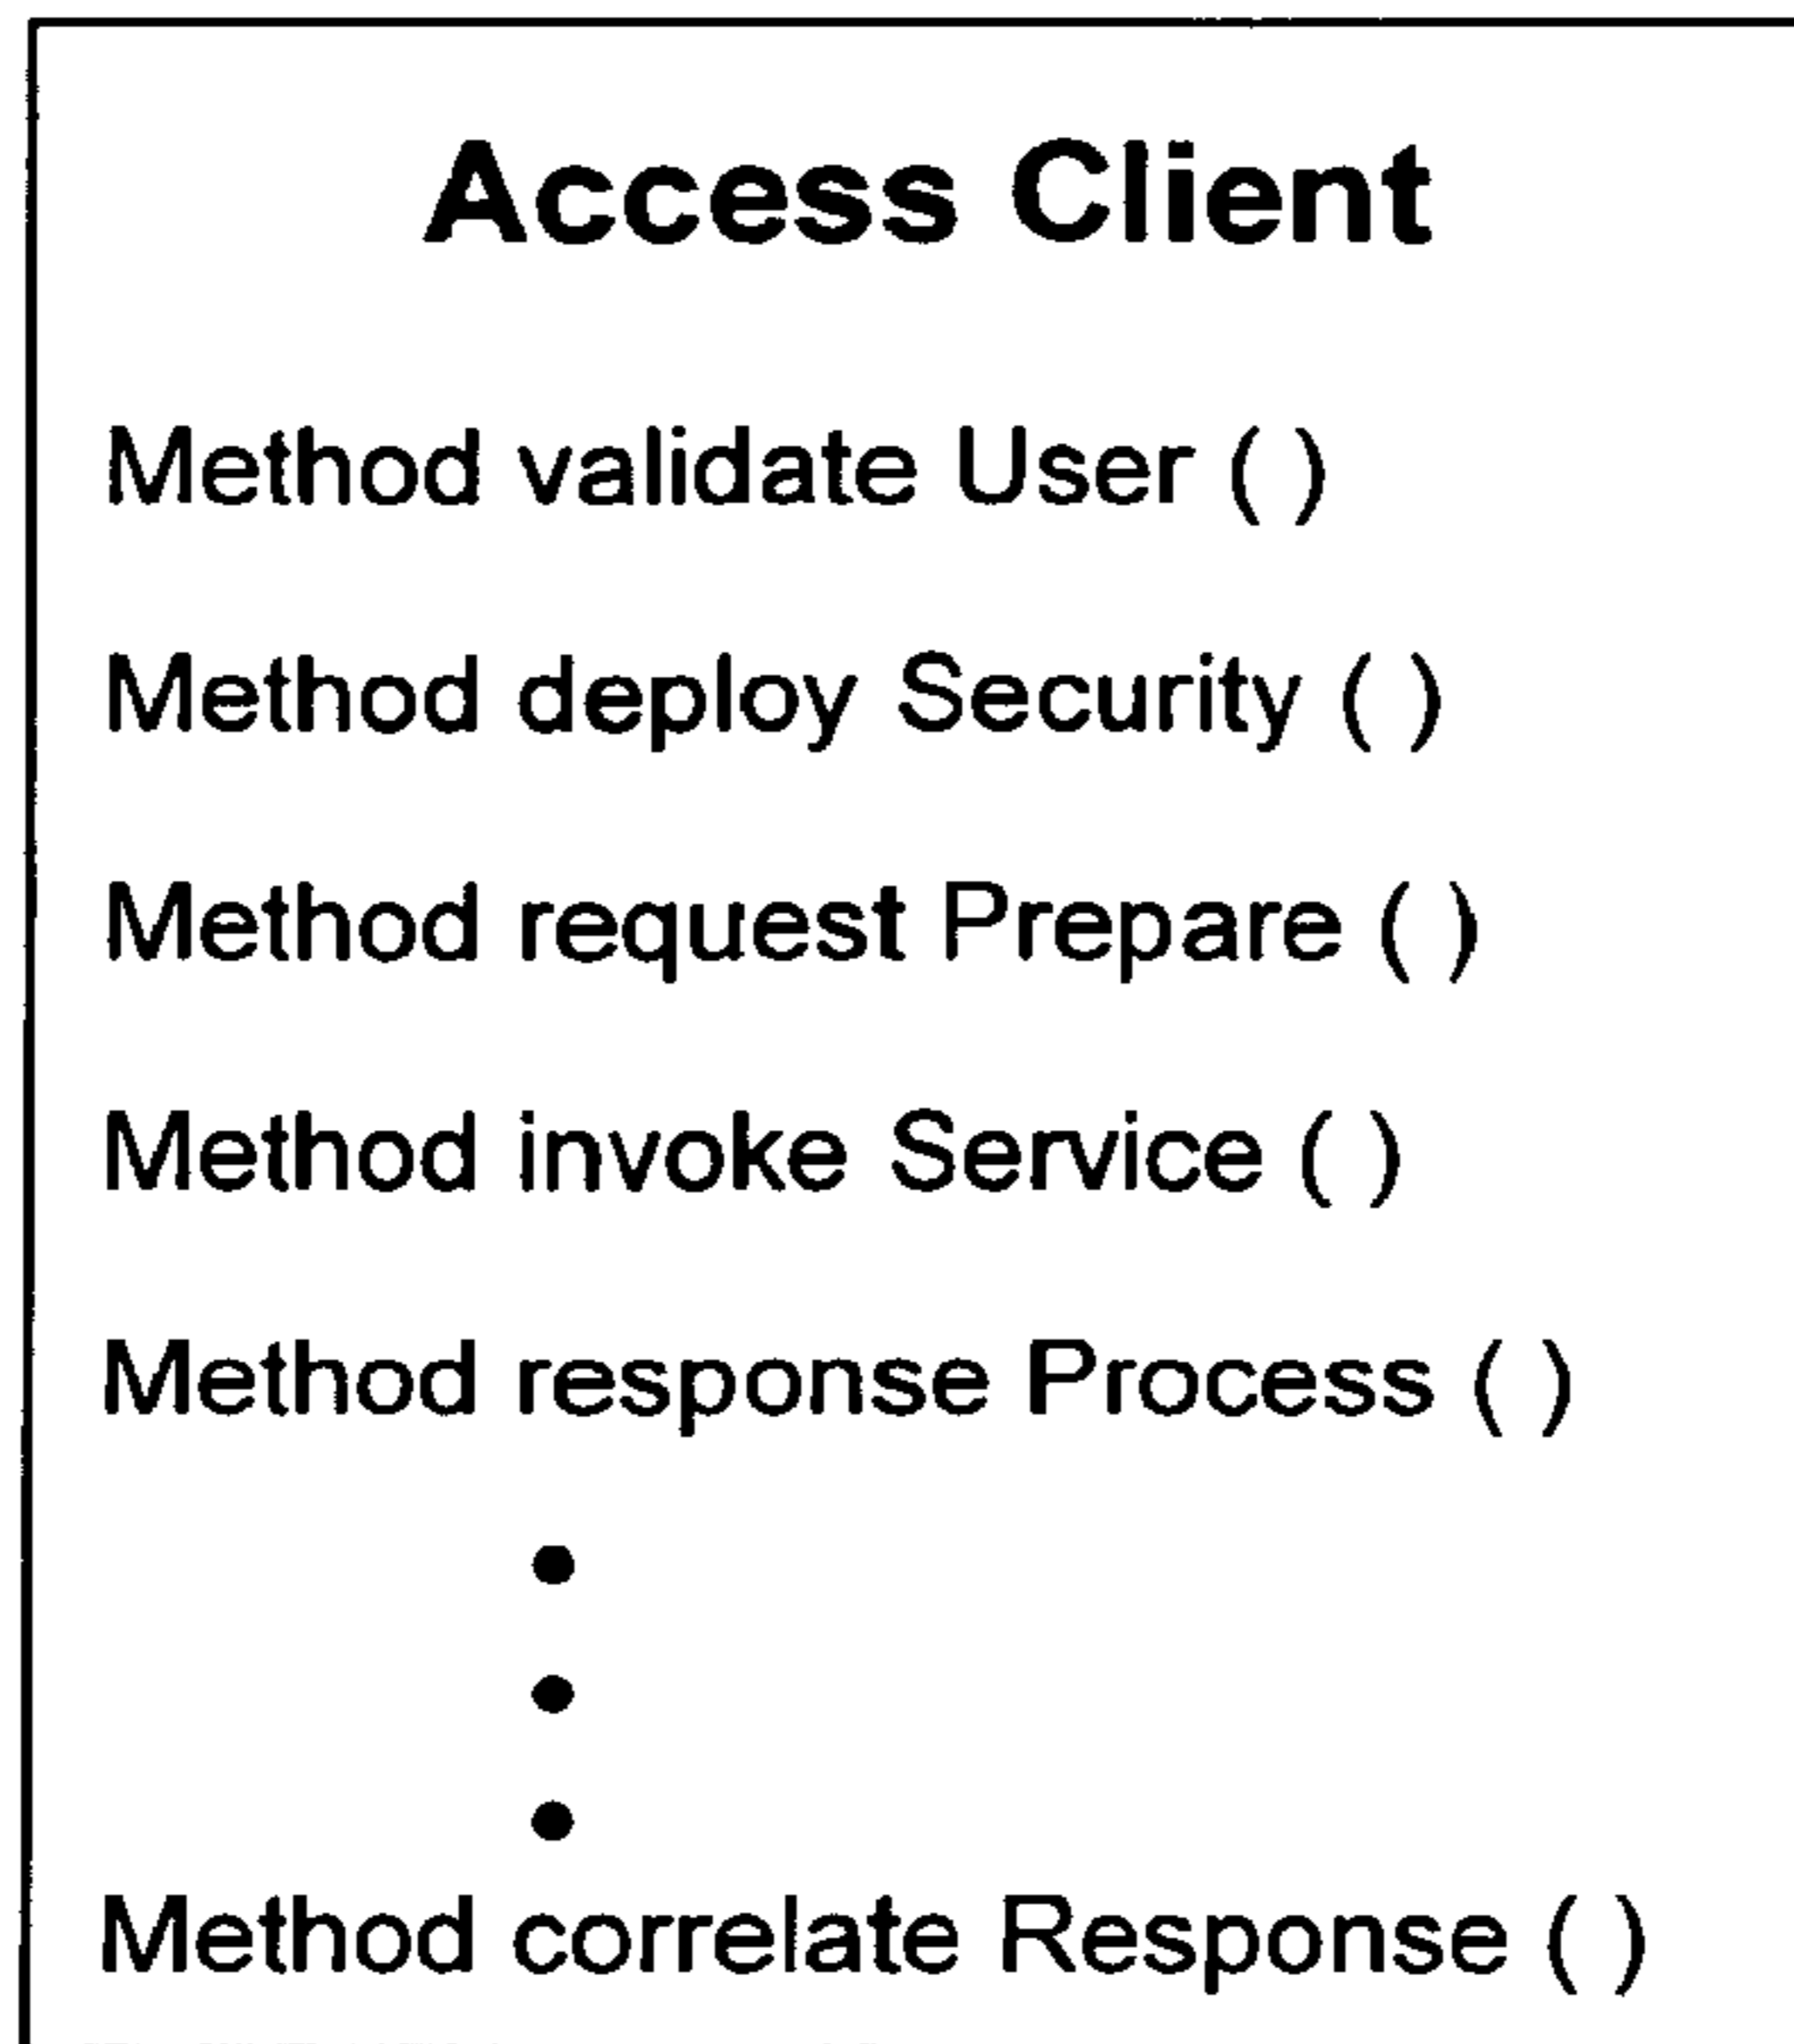 Access Client
Method validate User ( )
Method deploy Security ( )
Method request Prepare ( )
Method invoke Service ( )
Method response Process ( )
•
•
•
Method correlate Response ( )